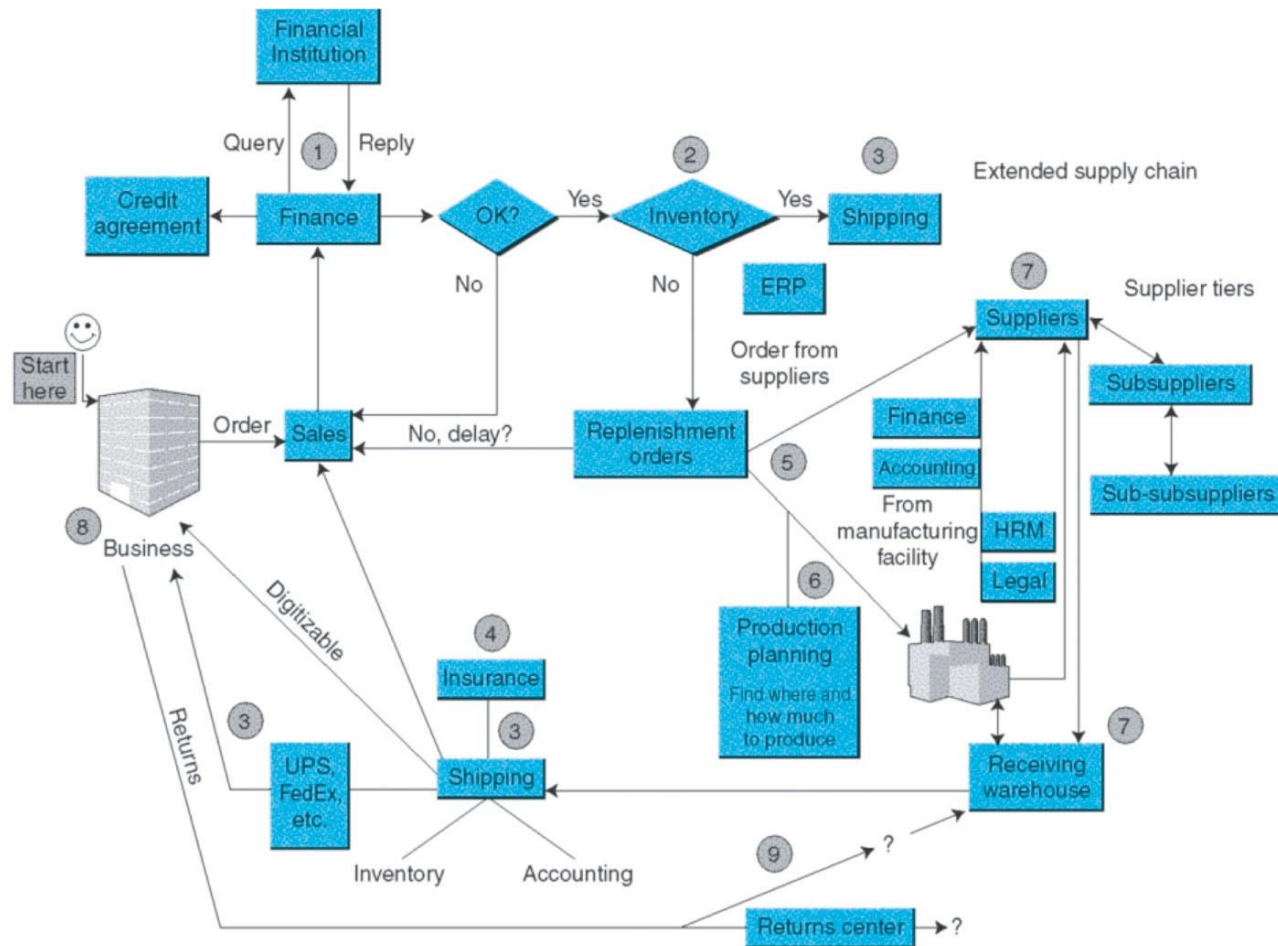 Financial
Institution
Query
1
Reply
2
3
Extended supply chain
Credit
agreement
Finance
OK?
Yes
Inventory
Yes
Shipping
No
No
ERP
7
Supplier tiers
Suppliers
Start
here
Order from
suppliers
Subsuppliers
Order
Sales
No, delay?
Replenishment
orders
Finance
5
Accounting
Sub-subsuppliers
From
manufacturing
facility
HRM
Legal
8
Business
6
Digitizable
Production
planning
Find where and
how much
to produce
4
Insurance
Returns
3
3
7
UPS,
FedEx,
etc.
Shipping
Receiving
warehouse
Inventory
Accounting
9
?
Returns center
?